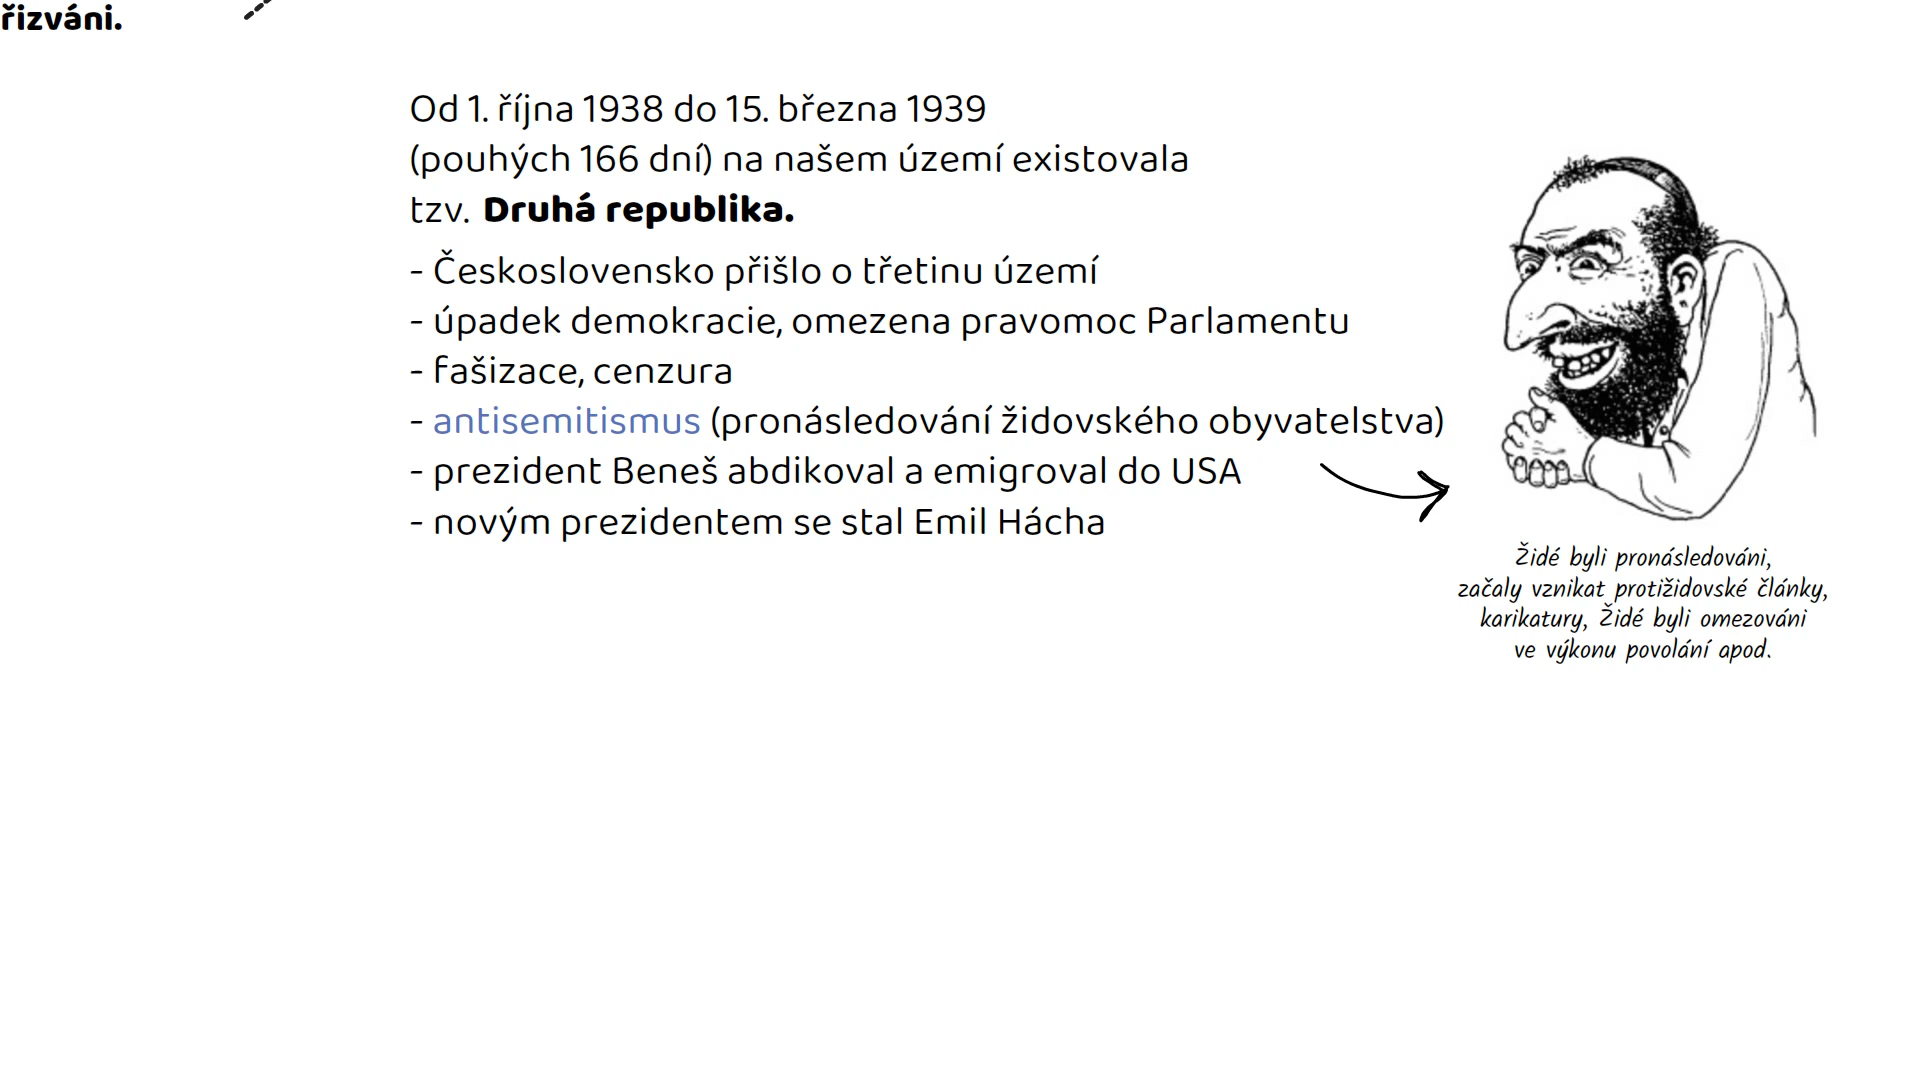 řizváni.
Od 1. října 1938 do 15. března 1939
(pouhých 166 dní) na našem území existovala
tzv. Druhá republika.
- Československo přišlo o třetinu území
- úpadek demokracie, omezena pravomoc Parlamentu
- fašizace, cenzura
- antisemitismus (pronásledování židovského obyvatelstva)
- prezident Beneš abdikoval a emigroval do USA
- novým prezidentem se stal Emil Hácha
Židé byli pronásledováni,
začaly vznikat protižidovské články,
karikatury, Židé byli omezováni
ve výkonu povolání apod.